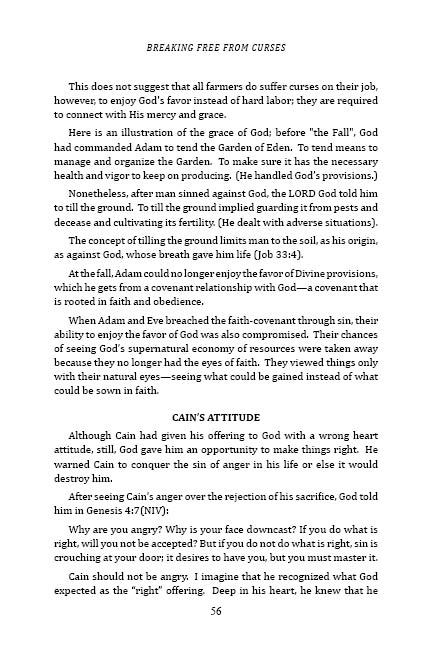 BREAKING FREE FROM CURSES
This does not suggest that all farmers do suffer curses on their job,
however, to enjoy God's favor instead of hard labor; they are required
to connect with His mercy and grace.
Here is an illustration of the grace of God; before "the Fall", God
had commanded Adam to tend the Garden of Eden. To tend means to
manage and organize the Garden. To make sure it has the necessary
health and vigor to keep on producing. (He handled God's provisions.)
Nonetheless, after man sinned against God, the LORD God told him
to till the ground. To till the ground implied guarding it from pests and
decease and cultivating its fertility. (He dealt with adverse situations).
The concept of tilling the ground limits man to the soil, as his origin,
as against God, whose breath gave him life (Job 33:4).
At the fall, Adam could no longer enjoy the favor of Divine provisions,
which he gets from a covenant relationship with God—a covenant that
is rooted in faith and obedience.
When Adam and Eve breached the faith-covenant through sin, their
ability to enjoy the favor of God was also compromised. Their chances
of seeing God's supernatural economy of resources were taken away
because they no longer had the eyes of faith. They viewed things only
with their natural eyes—seeing what could be gained instead of what
could be sown in faith.
CAIN'S ATTITUDE
Although Cain had given his offering to God with a wrong heart
attitude, still, God gave him an opportunity to make things right. He
warned Cain to conquer the sin of anger in his life or else it would
destroy him.
After seeing Cain's anger over the rejection of his sacrifice, God told
him in Genesis 4:7(NIV):
Why are you angry? Why is your face downcast? If you do what is
right, will you not be accepted? But if you do not do what is right, sin is
crouching at your door; it desires to have you, but you must master it.
Cain should not be angry. I imagine that he recognized what God
expected as the “right” offering. Deep in his heart, he knew that he
56